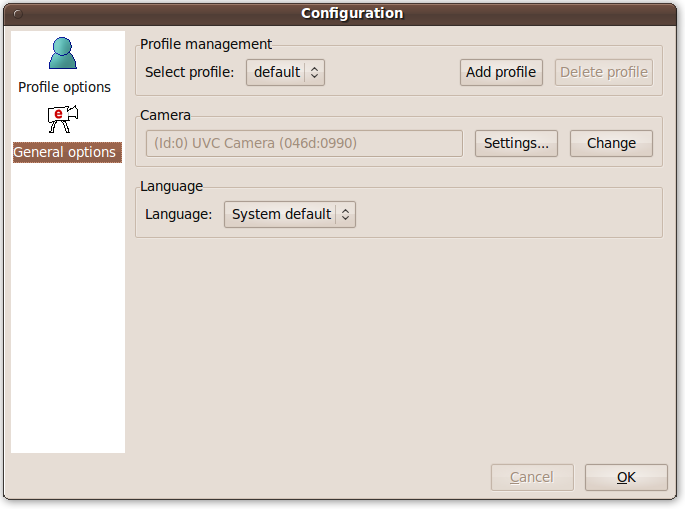 Configuration
Profile options
e
General options
Profile management
Select profile: default Add profile Delete profile
Camera
(Id:0) UVC Camera (046d:0990) Settings... Change
Language
Language: System default
Cancel OK